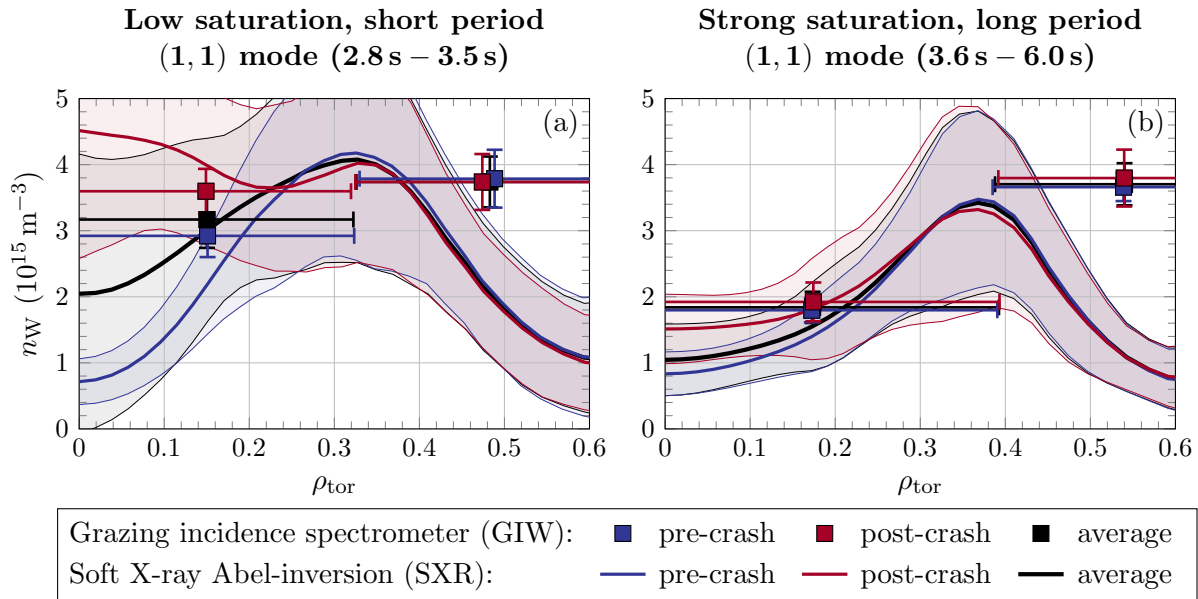 Low saturation, short period
(1, 1) mode (2.8 s – 3.5 s)
Strong saturation, long period
(1, 1) mode (3.6 s – 6.0 s)
n_W (10^15 m^−3)
5
4
3
2
1
0
(a)
0 0.1 0.2 0.3 0.4 0.5 0.6
ρ_tor
5
4
3
2
1
0
(b)
0 0.1 0.2 0.3 0.4 0.5 0.6
ρ_tor
Grazing incidence spectrometer (GIW): pre-crash post-crash average
Soft X-ray Abel-inversion (SXR): pre-crash post-crash average